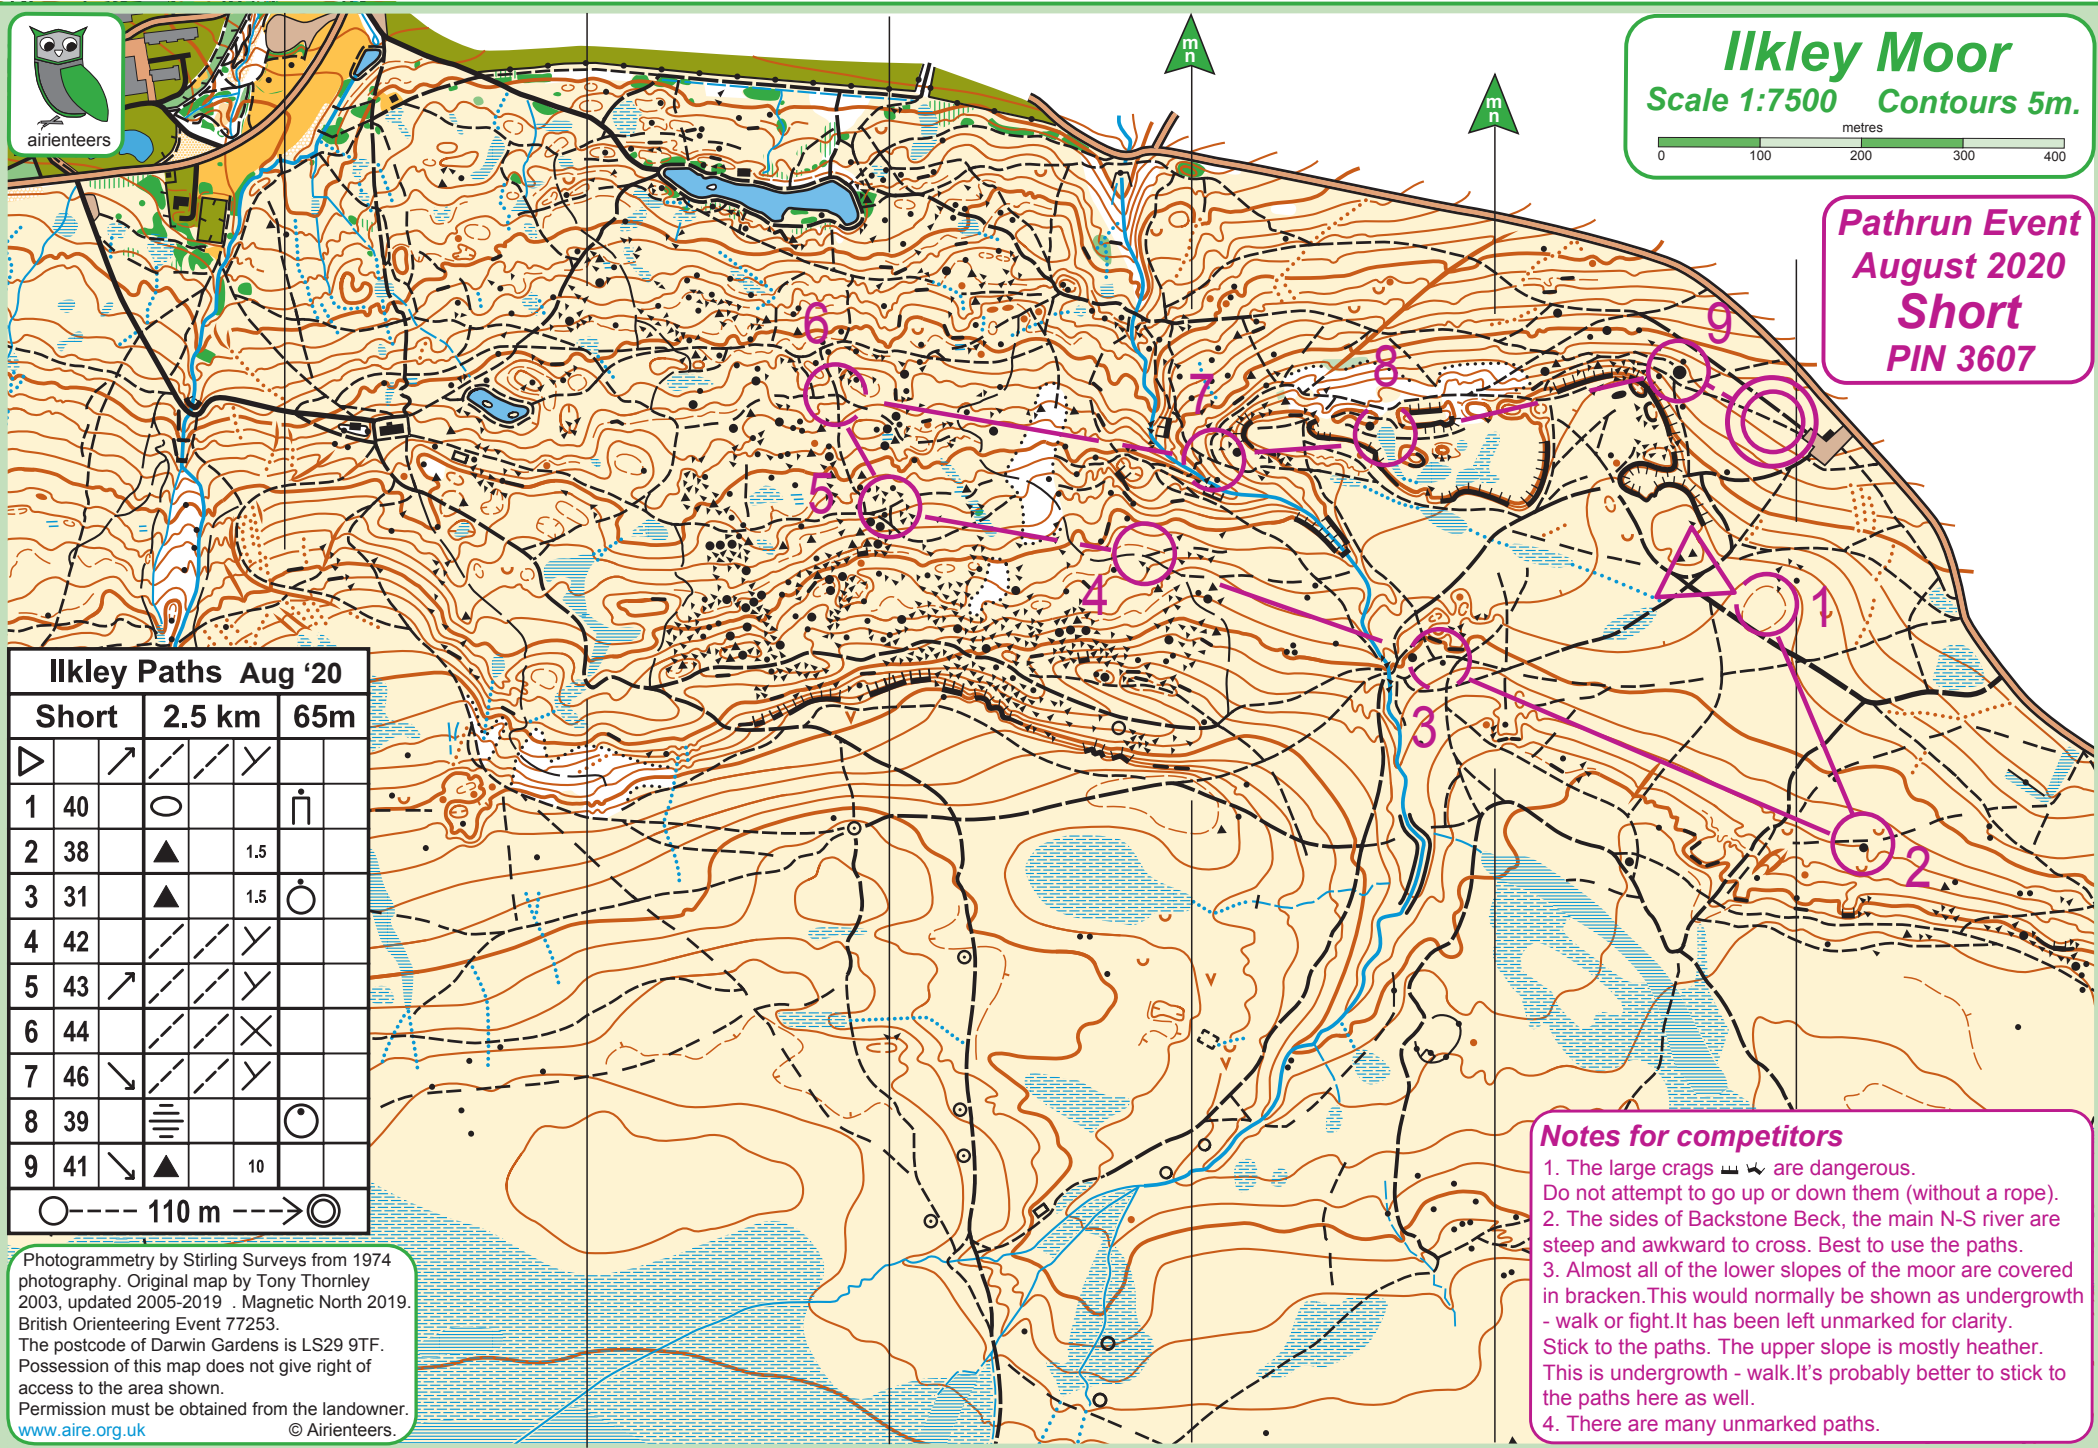 airienteers
m
n
m
n
Ilkley Moor
Scale 1:7500 Contours 5m.
metres
0 100 200 300 400
Pathrun Event
August 2020
Short
PIN 3607
6
9
8
7
5
4
1
3
2
Ilkley Paths Aug ‘20
Short 2.5 km 65m
1 40
2 38 1.5
3 31 1.5
4 42
5 43
6 44
7 46
8 39
9 41 10
110 m
Photogrammetry by Stirling Surveys from 1974
photography. Original map by Tony Thornley
2003, updated 2005-2019 . Magnetic North 2019.
British Orienteering Event 77253.
The postcode of Darwin Gardens is LS29 9TF.
Possession of this map does not give right of
access to the area shown.
Permission must be obtained from the landowner.
www.aire.org.uk © Airienteers.
Notes for competitors
1. The large crags are dangerous.
Do not attempt to go up or down them (without a rope).
2. The sides of Backstone Beck, the main N-S river are
steep and awkward to cross. Best to use the paths.
3. Almost all of the lower slopes of the moor are covered
in bracken.This would normally be shown as undergrowth
- walk or fight.It has been left unmarked for clarity.
Stick to the paths. The upper slope is mostly heather.
This is undergrowth - walk.It’s probably better to stick to
the paths here as well.
4. There are many unmarked paths.